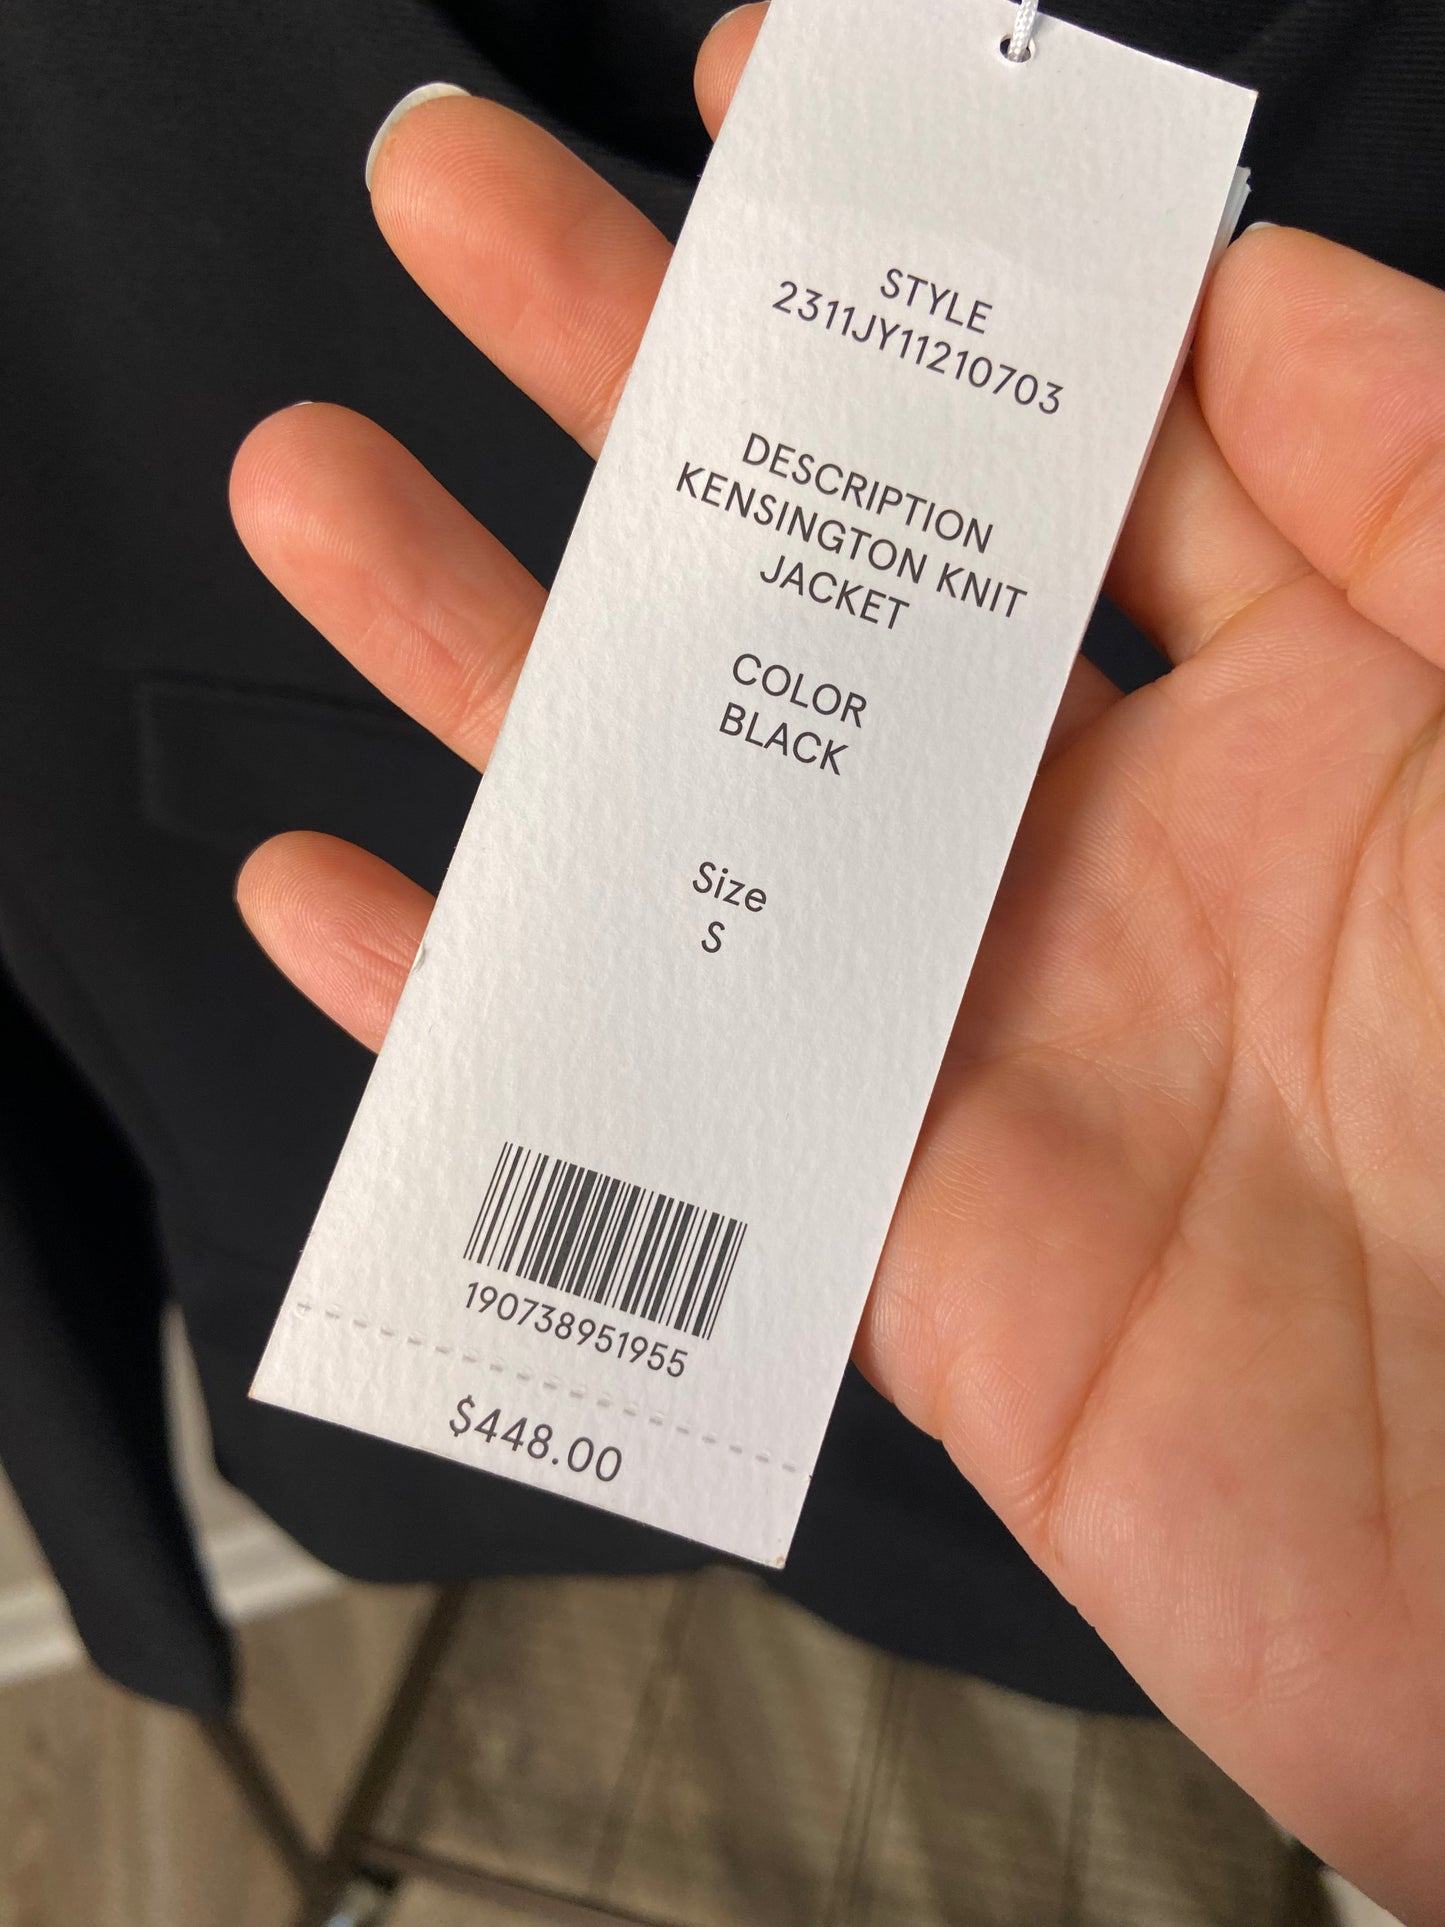 STYLE
2311JY11210703
DESCRIPTION
KENSINGTON KNIT
JACKET
COLOR
BLACK
Size
S
190738951955
$448.00